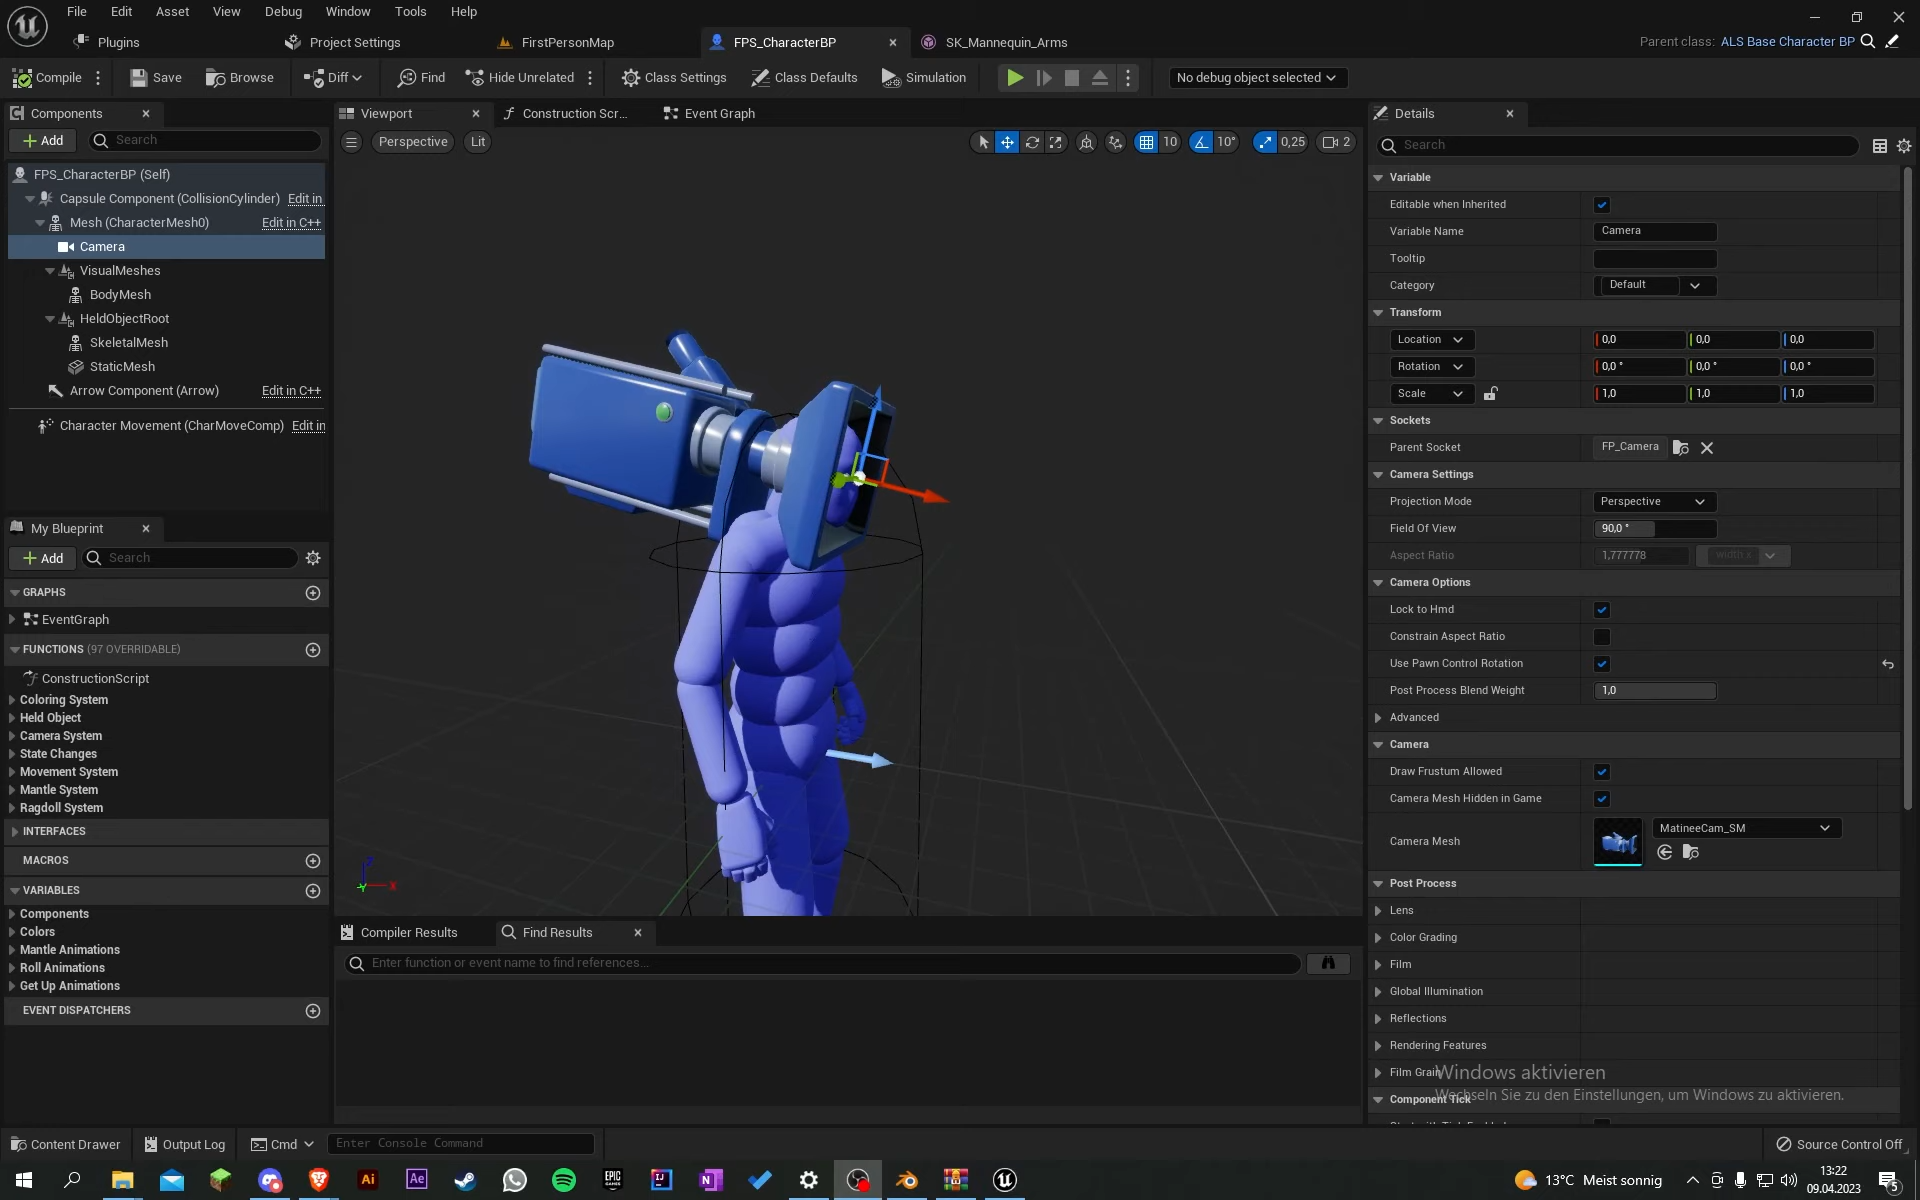 File Edit Asset View Debug Window Tools Help
Plugins Project Settings FirstPersonMap FPS_CharacterBP SK_Mannequin_Arms Parent class: ALS Base Character BP
Compile Save Browse Diff Find Hide Unrelated Class Settings Class Defaults Simulation No debug object selected
Components
Add Search
FPS_CharacterBP (Self)
Capsule Component (CollisionCylinder) Edit in
Mesh (CharacterMesh0) Edit in C++
Camera
VisualMeshes
BodyMesh
HeldObjectRoot
SkeletalMesh
StaticMesh
Arrow Component (Arrow) Edit in C++
Character Movement (CharMoveComp) Edit in
My Blueprint
Add Search
GRAPHS
EventGraph
FUNCTIONS (97 OVERRIDABLE)
ConstructionScript
Coloring System
Held Object
Camera System
State Changes
Movement System
Mantle System
Ragdoll System
INTERFACES
MACROS
VARIABLES
Components
Colors
Mantle Animations
Roll Animations
Get Up Animations
EVENT DISPATCHERS
Viewport Construction Scr... Event Graph
Perspective Lit 10 10° 0,25 2
Z
Y X
Compiler Results Find Results
Enter function or event name to find references...
Details
Search
Variable
Editable when Inherited
Variable Name Camera
Tooltip
Category Default
Transform
Location 0,0 0,0 0,0
Rotation 0,0 ° 0,0 ° 0,0 °
Scale 1,0 1,0 1,0
Sockets
Parent Socket FP_Camera
Camera Settings
Projection Mode Perspective
Field Of View 90,0 °
Aspect Ratio 1,777778
Camera Options
Lock to Hmd
Constrain Aspect Ratio
Use Pawn Control Rotation
Post Process Blend Weight 1,0
Advanced
Camera
Draw Frustum Allowed
Camera Mesh Hidden in Game
Camera Mesh MatineeCam_SM
Post Process
Lens
Color Grading
Film
Global Illumination
Reflections
Rendering Features
Film Grain
Windows aktivieren
Wechseln Sie zu den Einstellungen, um Windows zu aktivieren.
Component Tick
Content Drawer Output Log Cmd Enter Console Command Source Control Off
Ai Ae 13°C Meist sonnig 13:22
09.04.2023 5